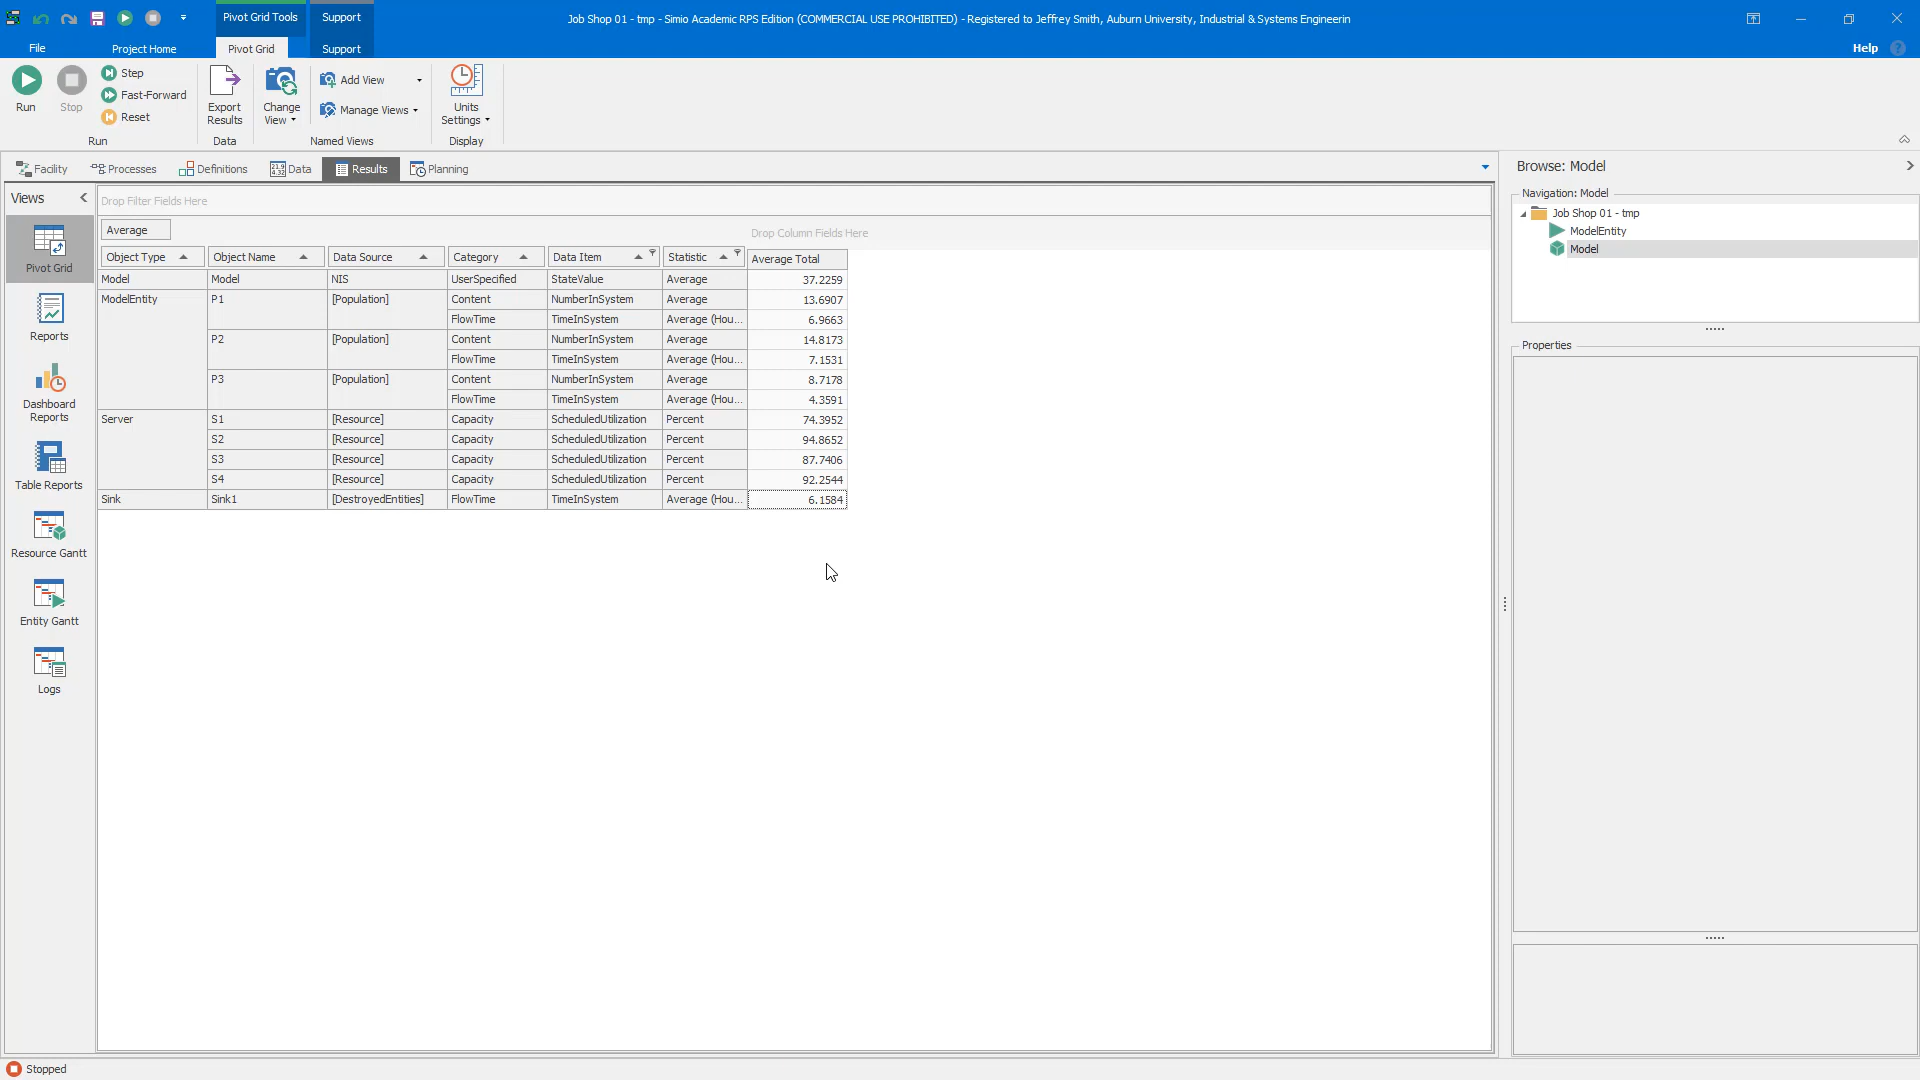 Pivot Grid Tools
Support
Job Shop 01 - tmp - Simio Academic RPS Edition (COMMERCIAL USE PROHIBITED) - Registered to Jeffrey Smith, Auburn University, Industrial & Systems Engineerin
File
Project Home
Pivot Grid
Support
Help
Run
Stop
Step
Fast-Forward
Reset
Export Results
Change View
Add View
Manage Views
Units Settings
Run
Data
Named Views
Display
Facility
Processes
Definitions
Data
Results
Planning
Views
Pivot Grid
Reports
Dashboard Reports
Table Reports
Resource Gantt
Entity Gantt
Logs
Drop Filter Fields Here
Average
Drop Column Fields Here
Object Type Object Name Data Source Category Data Item Statistic Average Total
Model Model NIS UserSpecified StateValue Average 37.2259
ModelEntity P1 [Population] Content NumberInSystem Average 13.6907
FlowTime TimeInSystem Average (Hou... 6.9663
P2 [Population] Content NumberInSystem Average 14.8173
FlowTime TimeInSystem Average (Hou... 7.1531
P3 [Population] Content NumberInSystem Average 8.7178
FlowTime TimeInSystem Average (Hou... 4.3591
Server S1 [Resource] Capacity ScheduledUtilization Percent 74.3952
S2 [Resource] Capacity ScheduledUtilization Percent 94.8652
S3 [Resource] Capacity ScheduledUtilization Percent 87.7406
S4 [Resource] Capacity ScheduledUtilization Percent 92.2544
Sink Sink1 [DestroyedEntities] FlowTime TimeInSystem Average (Hou... 6.1584
Browse: Model
Navigation: Model
Job Shop 01 - tmp
ModelEntity
Model
Properties
Stopped